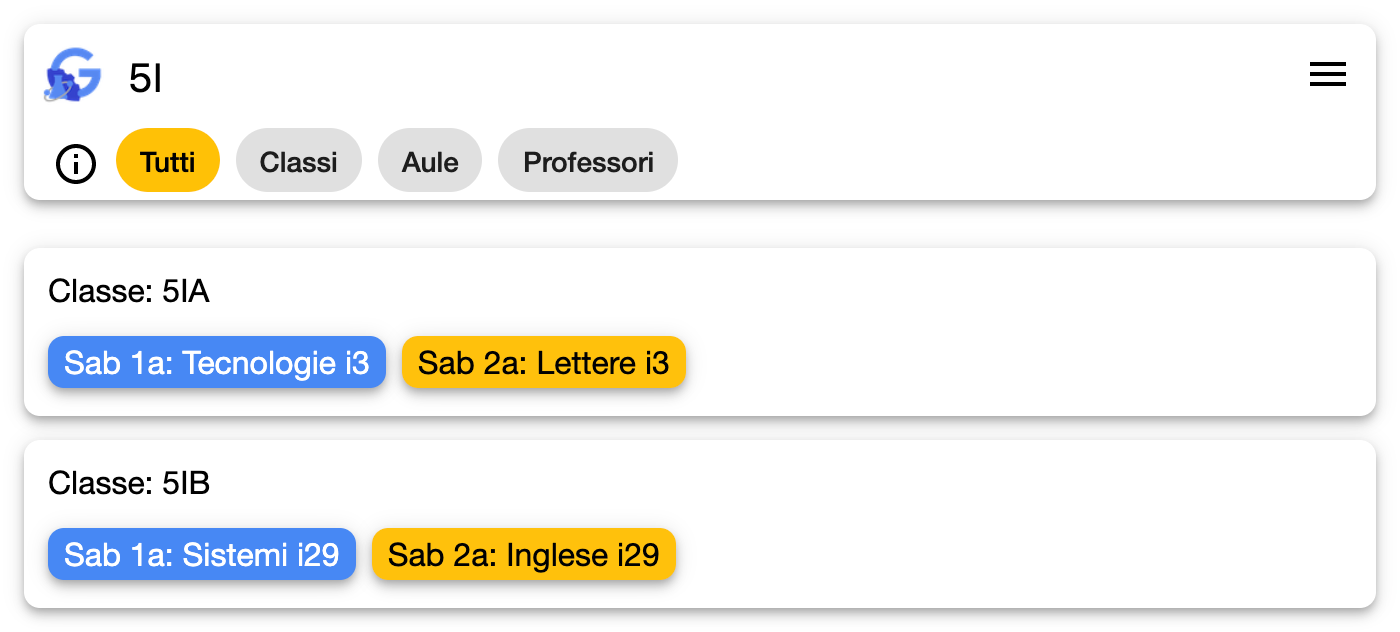 5I
Tutti Classi Aule Professori
Classe: 5IA
Sab 1a: Tecnologie i3 Sab 2a: Lettere i3
Classe: 5IB
Sab 1a: Sistemi i29 Sab 2a: Inglese i29